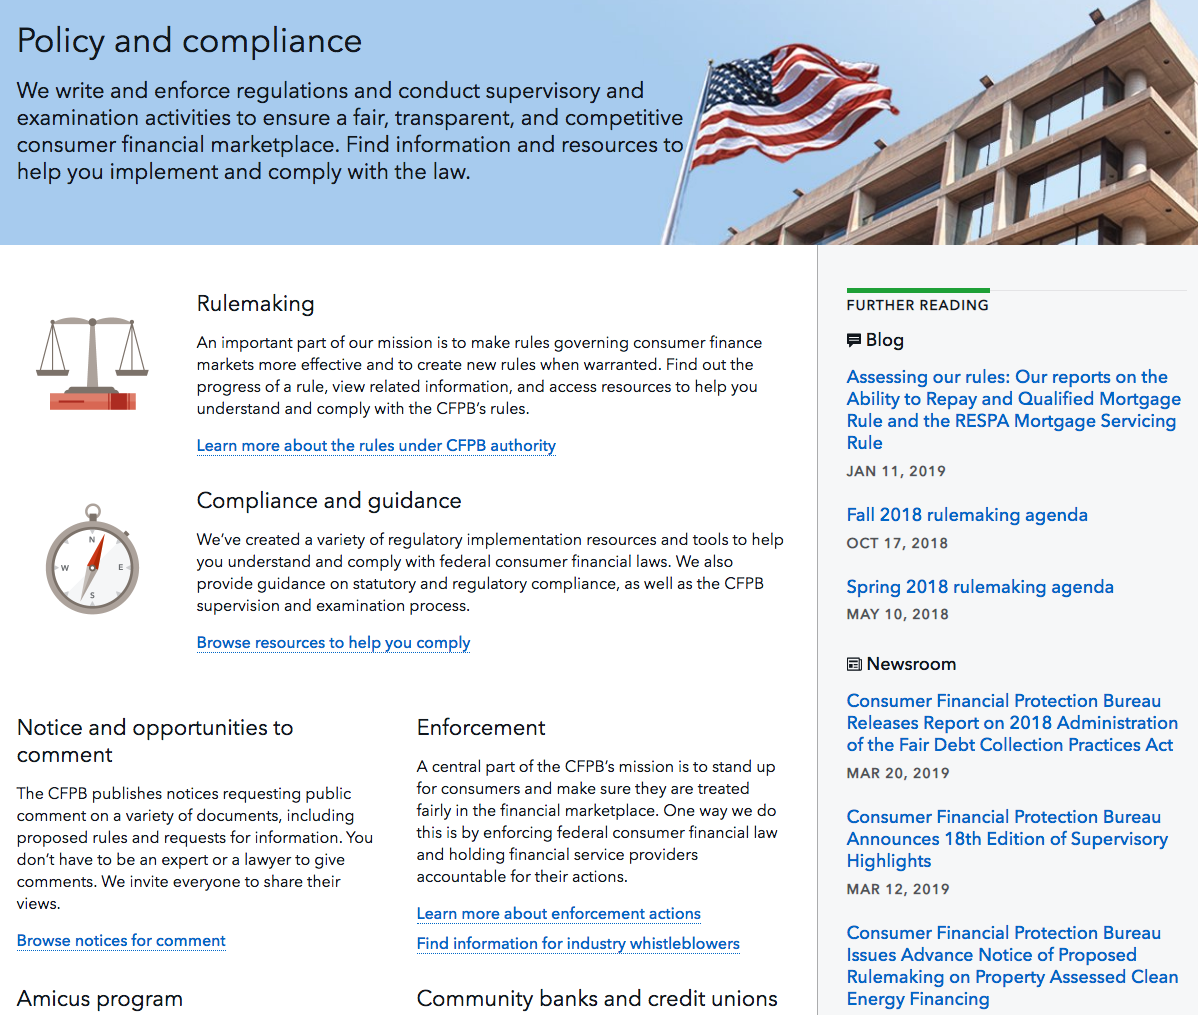 Policy and compliance
We write and enforce regulations and conduct supervisory and
examination activities to ensure a fair, transparent, and competitive
consumer financial marketplace. Find information and resources to
help you implement and comply with the law.
Rulemaking
An important part of our mission is to make rules governing consumer finance
markets more effective and to create new rules when warranted. Find out the
progress of a rule, view related information, and access resources to help you
understand and comply with the CFPB’s rules.
Learn more about the rules under CFPB authority
N
W
E
S
Compliance and guidance
We’ve created a variety of regulatory implementation resources and tools to help
you understand and comply with federal consumer financial laws. We also
provide guidance on statutory and regulatory compliance, as well as the CFPB
supervision and examination process.
Browse resources to help you comply
Notice and opportunities to
comment
The CFPB publishes notices requesting public
comment on a variety of documents, including
proposed rules and requests for information. You
don’t have to be an expert or a lawyer to give
comments. We invite everyone to share their
views.
Browse notices for comment
Enforcement
A central part of the CFPB’s mission is to stand up
for consumers and make sure they are treated
fairly in the financial marketplace. One way we do
this is by enforcing federal consumer financial law
and holding financial service providers
accountable for their actions.
Learn more about enforcement actions
Find information for industry whistleblowers
Amicus program
Community banks and credit unions
FURTHER READING
Blog
Assessing our rules: Our reports on the
Ability to Repay and Qualified Mortgage
Rule and the RESPA Mortgage Servicing
Rule
JAN 11, 2019
Fall 2018 rulemaking agenda
OCT 17, 2018
Spring 2018 rulemaking agenda
MAY 10, 2018
Newsroom
Consumer Financial Protection Bureau
Releases Report on 2018 Administration
of the Fair Debt Collection Practices Act
MAR 20, 2019
Consumer Financial Protection Bureau
Announces 18th Edition of Supervisory
Highlights
MAR 12, 2019
Consumer Financial Protection Bureau
Issues Advance Notice of Proposed
Rulemaking on Property Assessed Clean
Energy Financing